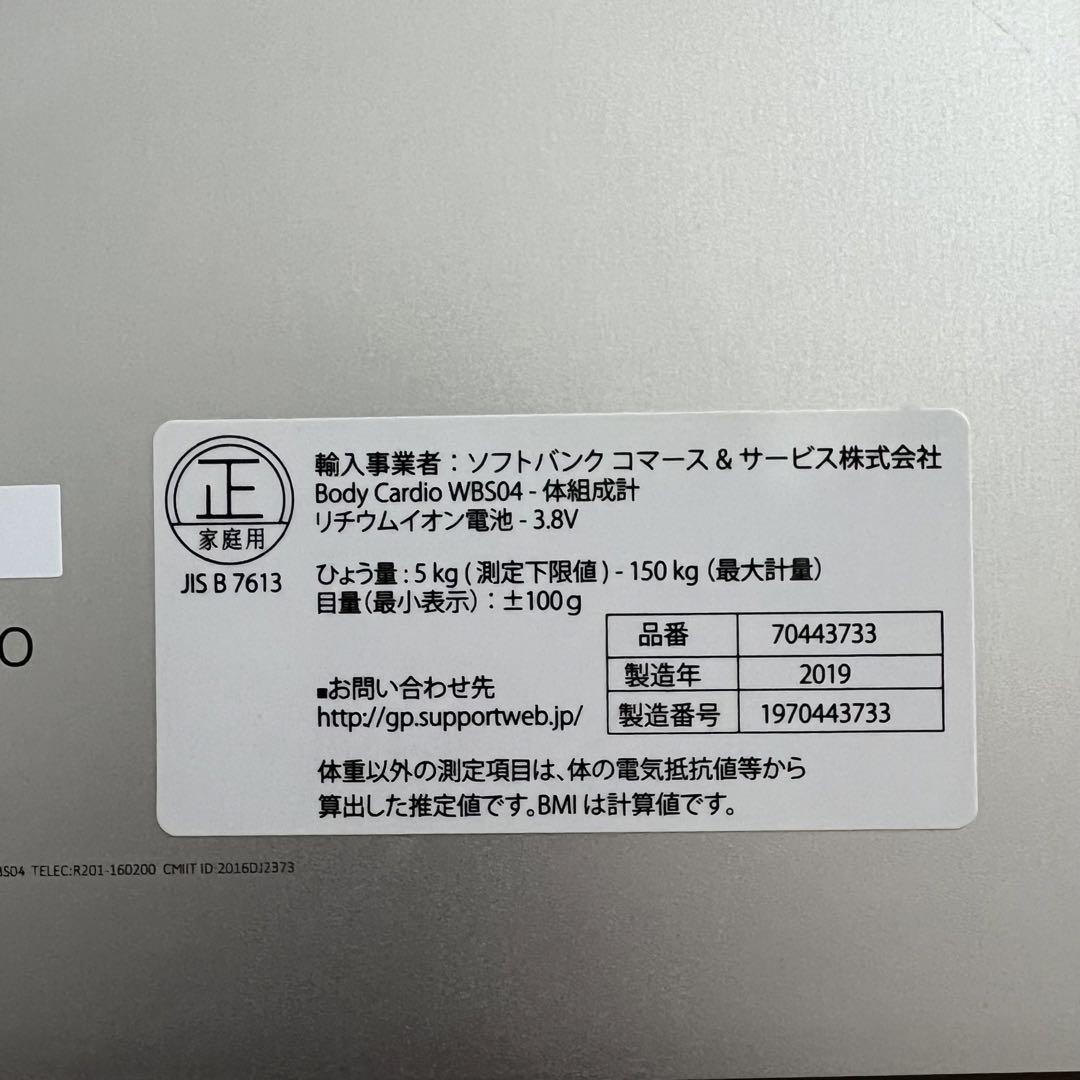 正
家庭用
JIS B 7613
輸入事業者：ソフトバンク コマース & サービス株式会社
Body Cardio WBS04 - 体組成計
リチウムイオン電池 - 3.8V
ひょう量 : 5 kg ( 測定下限値 ) - 150 kg（最大計量）
目量（最小表示）：±100g
品番 70443733
製造年 2019
製造番号 1970443733
■お問い合わせ先
http://gp.supportweb.jp/
体重以外の測定項目は、体の電気抵抗値等から
算出した推定値です。BMI は計算値です。
O
BS04 TELEC:R201-160200 CMIIT ID:2016DJ2373